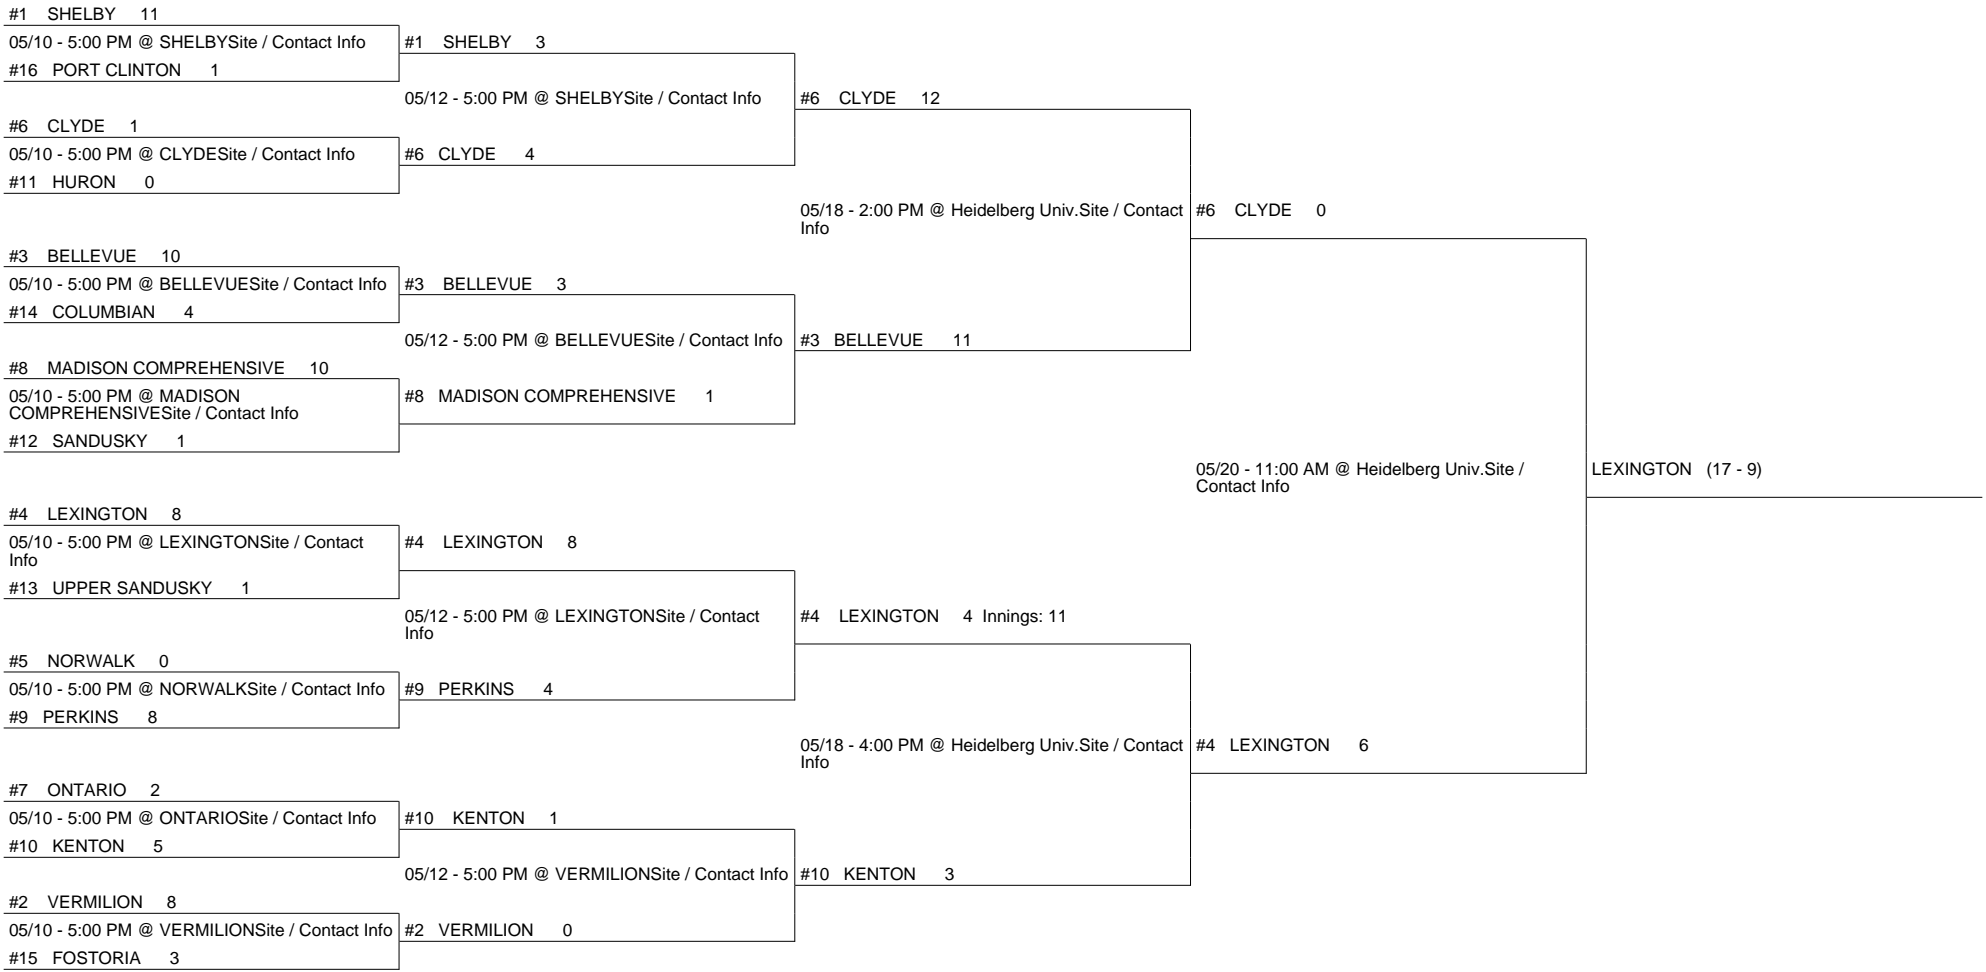 #1 SHELBY 11
05/10 - 5:00 PM @ SHELBYSite / Contact Info
#16 PORT CLINTON 1
#6 CLYDE 1
05/10 - 5:00 PM @ CLYDESite / Contact Info
#11 HURON 0
#3 BELLEVUE 10
05/10 - 5:00 PM @ BELLEVUESite / Contact Info
#14 COLUMBIAN 4
#8 MADISON COMPREHENSIVE 10
05/10 - 5:00 PM @ MADISON
COMPREHENSIVESite / Contact Info
#12 SANDUSKY 1
#4 LEXINGTON 8
05/10 - 5:00 PM @ LEXINGTONSite / Contact
Info
#13 UPPER SANDUSKY 1
#5 NORWALK 0
05/10 - 5:00 PM @ NORWALKSite / Contact Info
#9 PERKINS 8
#7 ONTARIO 2
05/10 - 5:00 PM @ ONTARIOSite / Contact Info
#10 KENTON 5
#2 VERMILION 8
05/10 - 5:00 PM @ VERMILIONSite / Contact Info
#15 FOSTORIA 3
#1 SHELBY 3
05/12 - 5:00 PM @ SHELBYSite / Contact Info
#6 CLYDE 4
#3 BELLEVUE 3
05/12 - 5:00 PM @ BELLEVUESite / Contact Info
#8 MADISON COMPREHENSIVE 1
#4 LEXINGTON 8
05/12 - 5:00 PM @ LEXINGTONSite / Contact
Info
#9 PERKINS 4
#10 KENTON 1
05/12 - 5:00 PM @ VERMILIONSite / Contact Info
#2 VERMILION 0
#6 CLYDE 12
05/18 - 2:00 PM @ Heidelberg Univ.Site / Contact
Info
#3 BELLEVUE 11
#4 LEXINGTON 4 Innings: 11
05/18 - 4:00 PM @ Heidelberg Univ.Site / Contact
Info
#10 KENTON 3
#6 CLYDE 0
05/20 - 11:00 AM @ Heidelberg Univ.Site /
Contact Info
#4 LEXINGTON 6
LEXINGTON (17 - 9)